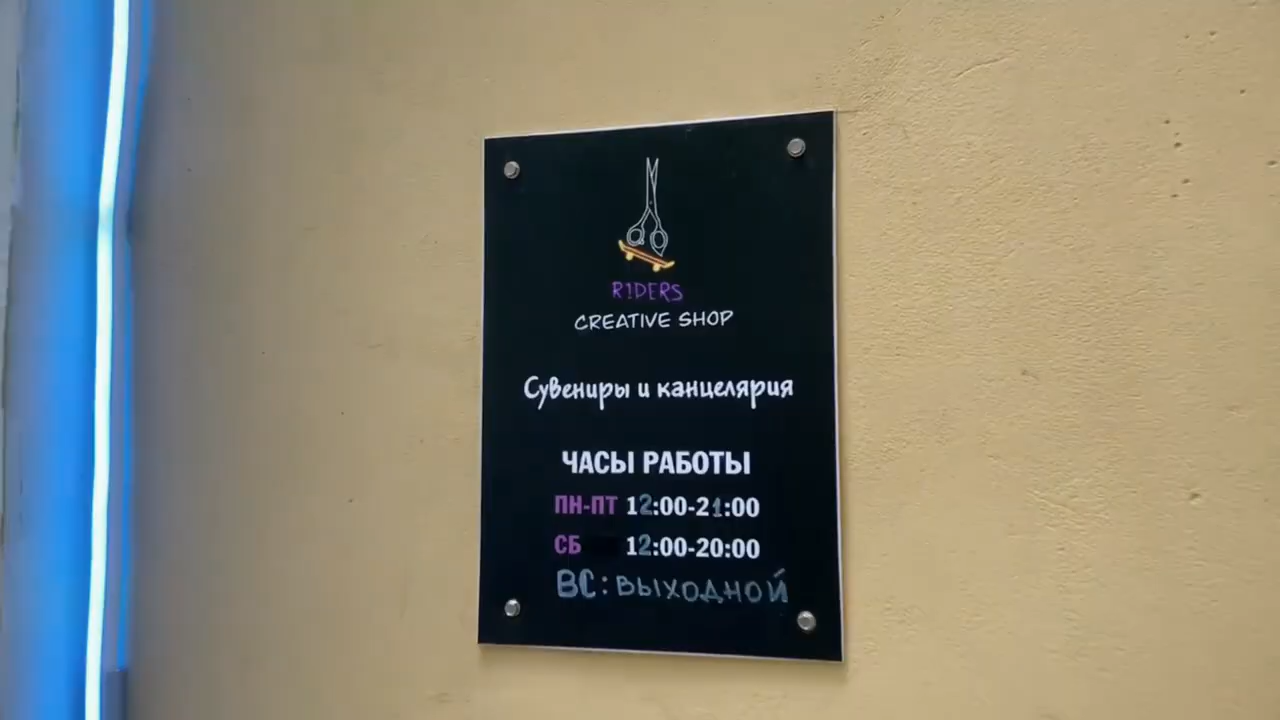 R1DERS
CREATIVE SHOP
Сувениры и канцелярия
ЧАСЫ РАБОТЫ
ПН-ПТ 12:00-21:00
СБ 12:00-20:00
ВС: ВЫХОДНОЙ